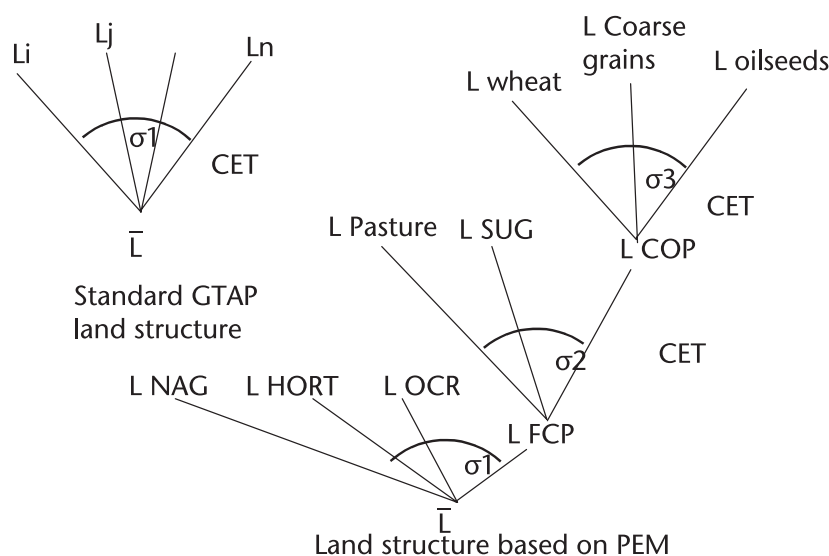 Li
Lj
Ln
σ1
CET
L̅
Standard GTAP
land structure
L Coarse
grains
L wheat
L oilseeds
σ3
CET
L COP
L Pasture
L SUG
σ2
CET
L FCP
L NAG
L HORT
L OCR
σ1
L̅
Land structure based on PEM